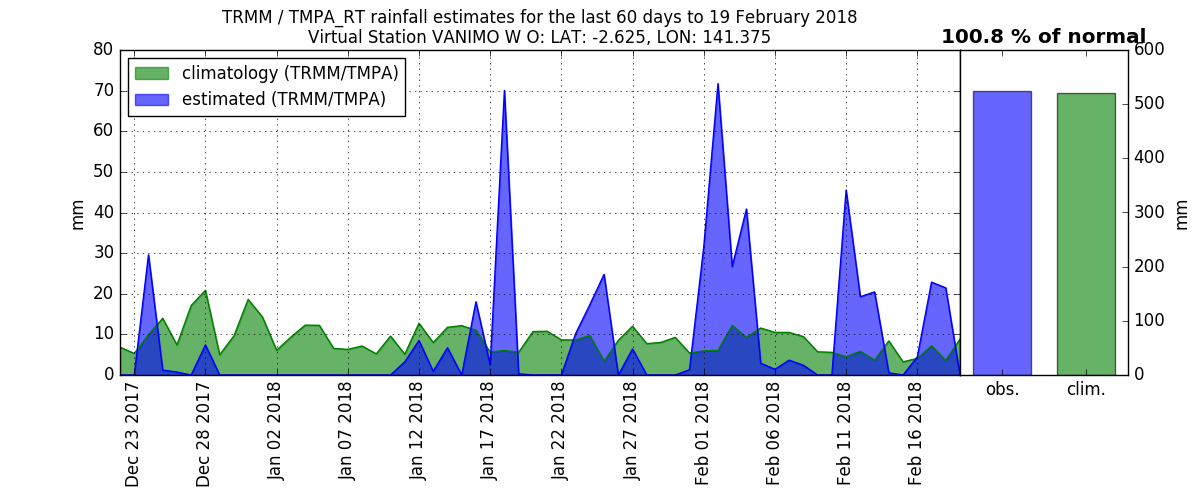 TRMM / TMPA_RT rainfall estimates for the last 60 days to 19 February 2018
Virtual Station VANIMO W O: LAT: -2.625, LON: 141.375
100.8 % of normal
climatology (TRMM/TMPA)
estimated (TRMM/TMPA)
mm
80
70
60
50
40
30
20
10
0
Dec 23 2017
Dec 28 2017
Jan 02 2018
Jan 07 2018
Jan 12 2018
Jan 17 2018
Jan 22 2018
Jan 27 2018
Feb 01 2018
Feb 06 2018
Feb 11 2018
Feb 16 2018
obs.
clim.
600
500
400
300
200
100
0
mm